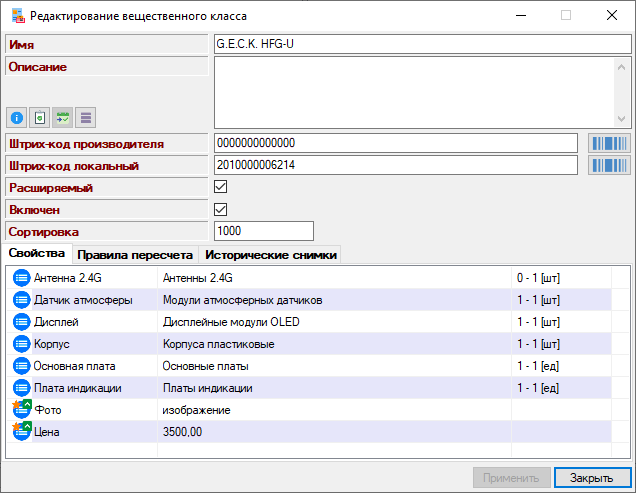 Редактирование вещественного класса
Имя
G.E.C.K. HFG-U
Описание
Штрих-код производителя
0000000000000
Штрих-код локальный
2010000006214
Расширяемый
Включен
Сортировка
1000
Свойства Правила пересчета Исторические снимки
Антенна 2.4G Антенны 2.4G 0 - 1 [шт]
Датчик атмосферы Модули атмосферных датчиков 1 - 1 [шт]
Дисплей Дисплейные модули OLED 1 - 1 [шт]
Корпус Корпуса пластиковые 1 - 1 [шт]
Основная плата Основные платы 1 - 1 [ед]
Плата индикации Платы индикации 1 - 1 [ед]
Фото изображение
Цена 3500,00
Применить Закрыть